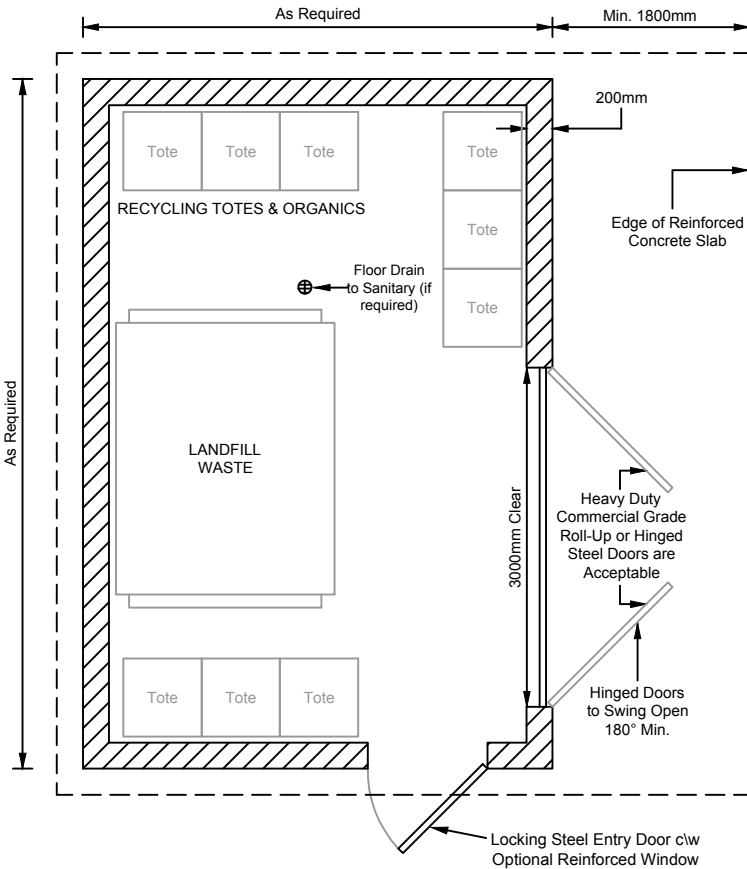 As Required
Min. 1800mm
200mm
Tote
Tote
Tote
Tote
RECYCLING TOTES & ORGANICS
Edge of Reinforced
Concrete Slab
Tote
Floor Drain
to Sanitary (if
required)
Tote
As Required
LANDFILL
WASTE
3000mm Clear
Heavy Duty
Commercial Grade
Roll-Up or Hinged
Steel Doors are
Acceptable
Tote
Tote
Tote
Hinged Doors
to Swing Open
180° Min.
Locking Steel Entry Door c\w
Optional Reinforced Window